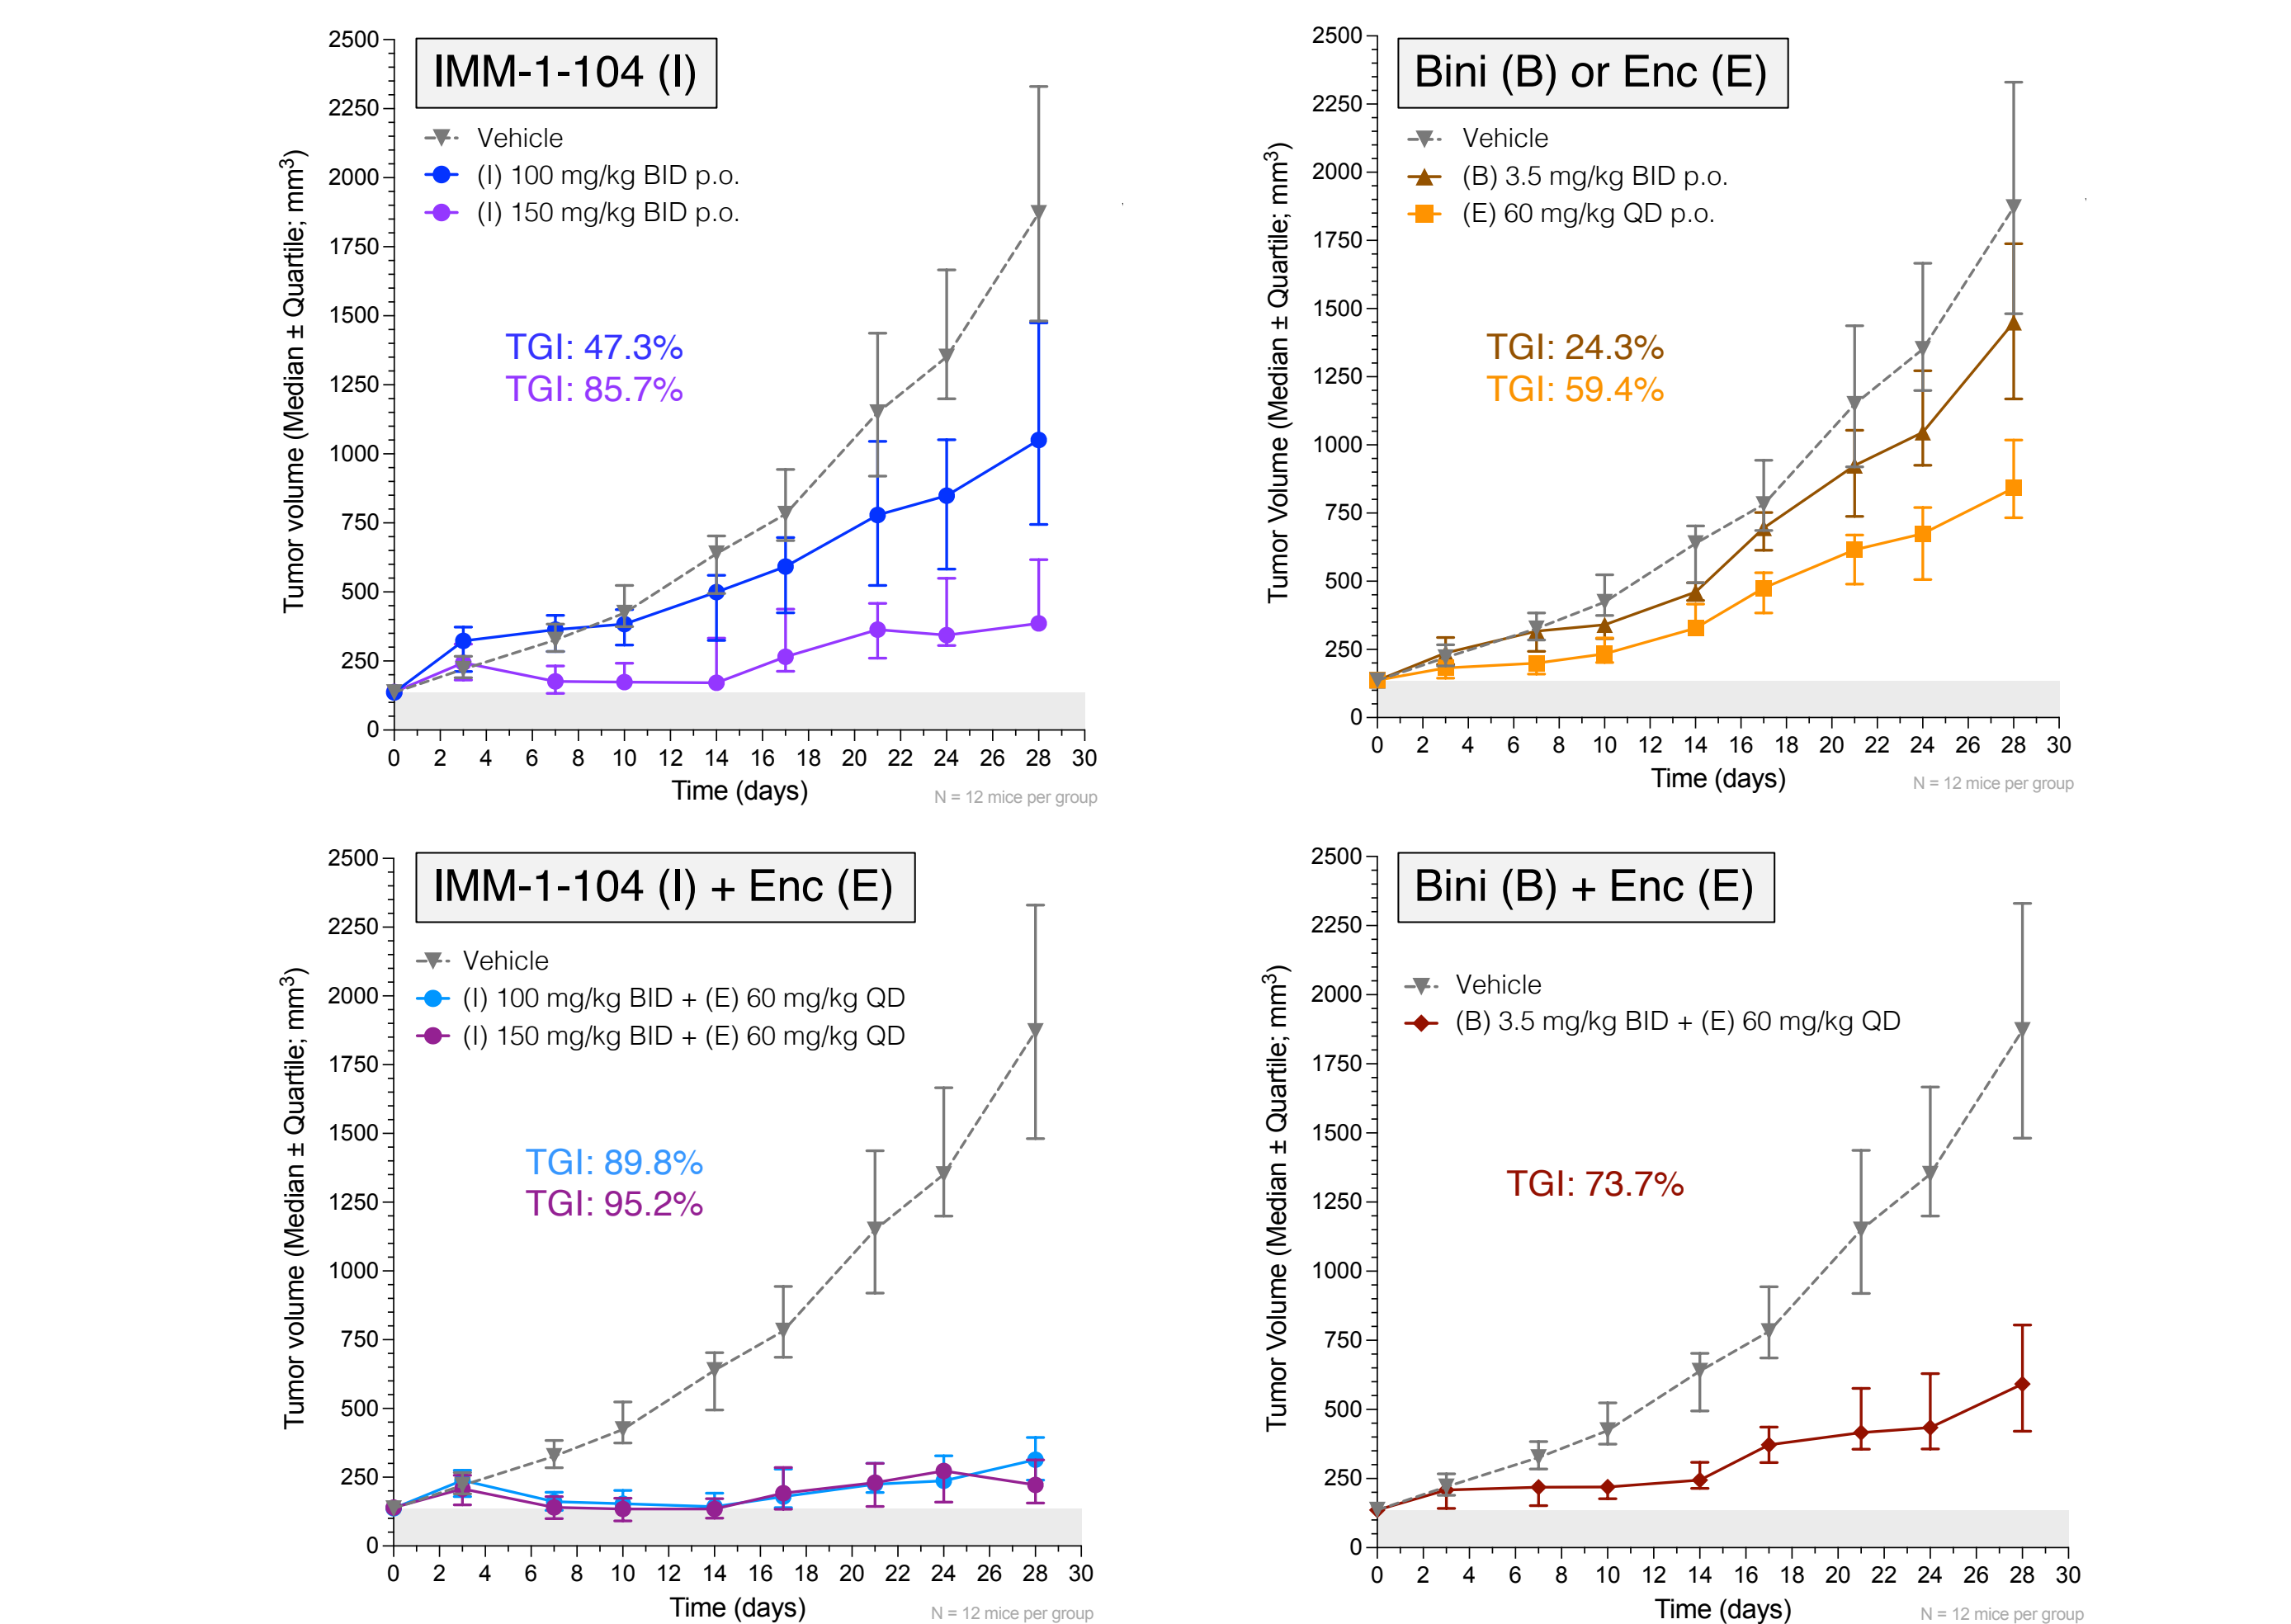 IMM-1-104 (I)
Vehicle
(I) 100 mg/kg BID p.o.
(I) 150 mg/kg BID p.o.
TGI: 47.3%
TGI: 85.7%
Tumor volume (Median ± Quartile; mm³)
2500
2250
2000
1750
1500
1250
1000
750
500
250
0
0 2 4 6 8 10 12 14 16 18 20 22 24 26 28 30
Time (days)
N = 12 mice per group
Bini (B) or Enc (E)
Vehicle
(B) 3.5 mg/kg BID p.o.
(E) 60 mg/kg QD p.o.
TGI: 24.3%
TGI: 59.4%
Tumor Volume (Median ± Quartile; mm³)
2500
2250
2000
1750
1500
1250
1000
750
500
250
0
0 2 4 6 8 10 12 14 16 18 20 22 24 26 28 30
Time (days)
N = 12 mice per group
IMM-1-104 (I) + Enc (E)
Vehicle
(I) 100 mg/kg BID + (E) 60 mg/kg QD
(I) 150 mg/kg BID + (E) 60 mg/kg QD
TGI: 89.8%
TGI: 95.2%
Tumor volume (Median ± Quartile; mm³)
2500
2250
2000
1750
1500
1250
1000
750
500
250
0
0 2 4 6 8 10 12 14 16 18 20 22 24 26 28 30
Time (days)
N = 12 mice per group
Bini (B) + Enc (E)
Vehicle
(B) 3.5 mg/kg BID + (E) 60 mg/kg QD
TGI: 73.7%
Tumor Volume (Median ± Quartile; mm³)
2500
2250
2000
1750
1500
1250
1000
750
500
250
0
0 2 4 6 8 10 12 14 16 18 20 22 24 26 28 30
Time (days)
N = 12 mice per group